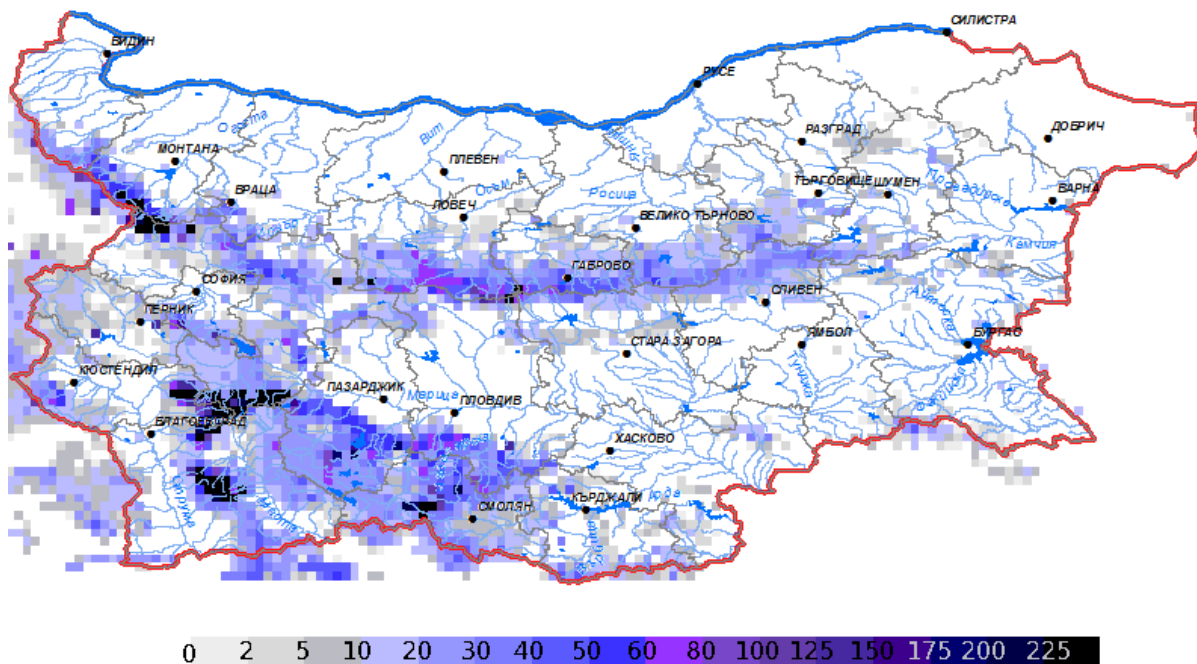 СИЛИСТРА
ВИДИН
РУСЕ
Огоста
Вит
РАЗГРАД
ДОБРИЧ
МОНТАНА
ПЛЕВЕН
Осъм
ВРАЦА
ЛОВЕЧ
Росица
ТЪРГОВИЩЕ
ШУМЕН
ВАРНА
ВЕЛИКО ТЪРНОВО
Камчия
СОФИЯ
ГАБРОВО
ПЕРНИК
СЛИВЕН
БУРГАС
ЯМБОЛ
СТАРА ЗАГОРА
Тунджа
КЮСТЕНДИЛ
ПАЗАРДЖИК
Марица
ПЛОВДИВ
БЛАГОЕВГРАД
ХАСКОВО
Струма
Места
СМОЛЯН
КЪРДЖАЛИ
0 2 5 10 20 30 40 50 60 80 100 125 150 175 200 225